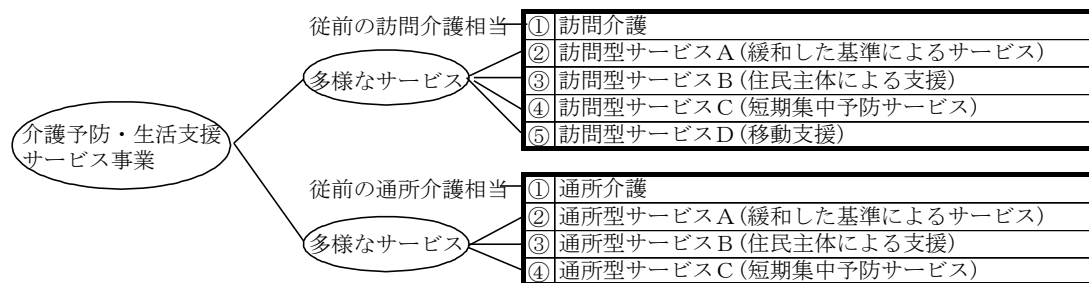 従前の訪問介護相当
①訪問介護
②訪問型サービスA(緩和した基準によるサービス)
多様なサービス
③訪問型サービスB(住民主体による支援)
④訪問型サービスC(短期集中予防サービス)
⑤訪問型サービスD(移動支援)
介護予防・生活支援
サービス事業
従前の通所介護相当
①通所介護
②通所型サービスA(緩和した基準によるサービス)
多様なサービス
③通所型サービスB(住民主体による支援)
④通所型サービスC(短期集中予防サービス)